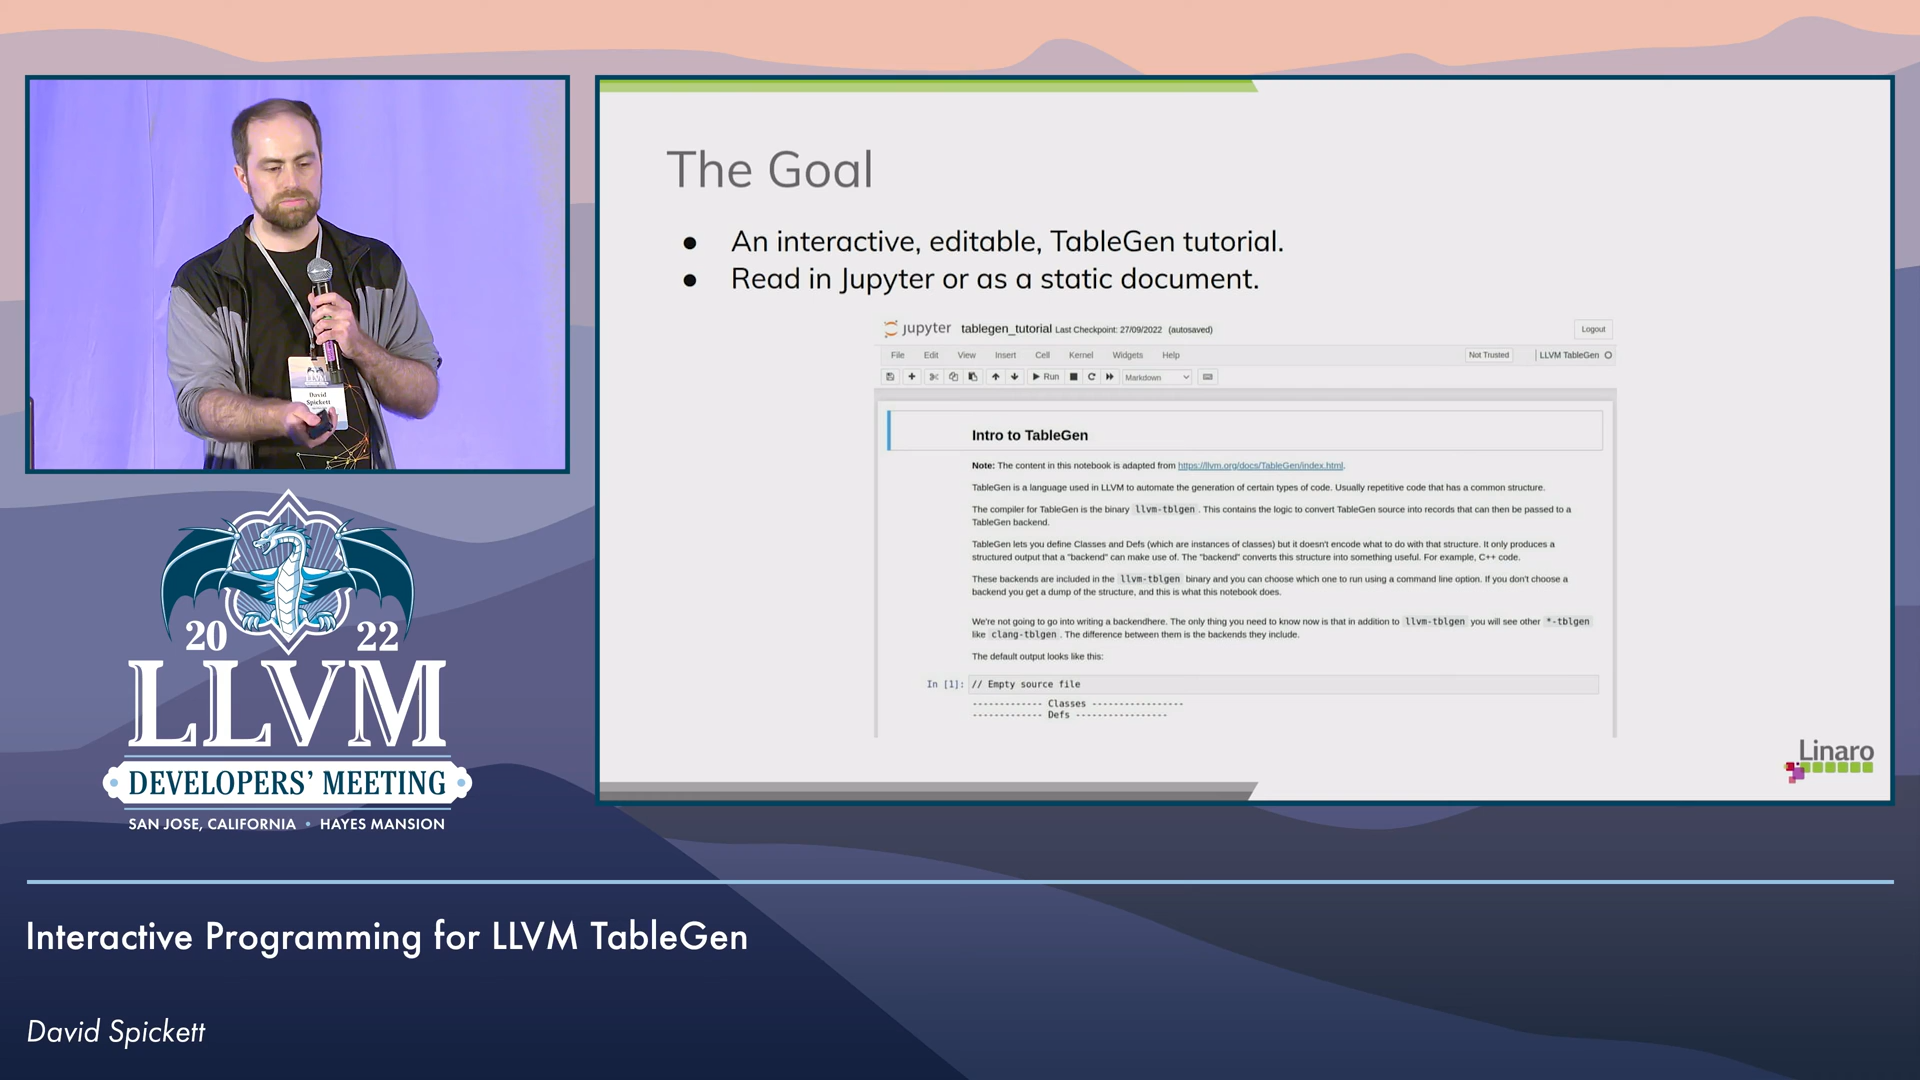 The Goal
● An interactive, editable, TableGen tutorial.
● Read in Jupyter or as a static document.
jupyter tablegen_tutorial Last Checkpoint: 27/09/2022 (autosaved)
Logout
File Edit View Insert Cell Kernel Widgets Help
Not Trusted
LLVM TableGen
Run
Markdown
Intro to TableGen
Note: The content in this notebook is adapted from https://llvm.org/docs/TableGen/index.html.
TableGen is a language used in LLVM to automate the generation of certain types of code. Usually repetitive code that has a common structure.
The compiler for TableGen is the binary llvm-tblgen . This contains the logic to convert TableGen source into records that can then be passed to a
TableGen backend.
TableGen lets you define Classes and Defs (which are instances of classes) but it doesn't encode what to do with that structure. It only produces a
structured output that a "backend" can make use of. The "backend" converts this structure into something useful. For example, C++ code.
These backends are included in the llvm-tblgen binary and you can choose which one to run using a command line option. If you don't choose a
backend you get a dump of the structure, and this is what this notebook does.
We're not going to go into writing a backendhere. The only thing you need to know now is that in addition to llvm-tblgen you will see other *-tblgen
like clang-tblgen . The difference between them is the backends they include.
The default output looks like this:
In [1]: // Empty source file
------------- Classes -----------------
------------- Defs -----------------
Linaro
LLVM
David
Spickett
20 22
LLVM
DEVELOPERS' MEETING
SAN JOSE, CALIFORNIA • HAYES MANSION
Interactive Programming for LLVM TableGen
David Spickett